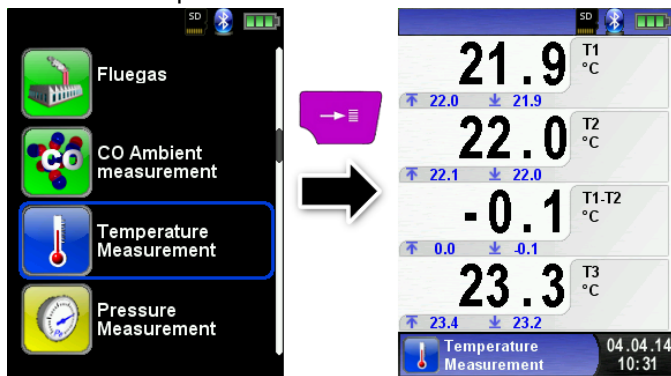 SD
Fluegas
CO
CO Ambient
measurement
Temperature
Measurement
Pressure
Measurement
SD
21.9 T1
°C
22.0 21.9
22.0 T2
°C
22.1 22.0
-0.1 T1-T2
°C
0.0 -0.1
23.3 T3
°C
23.4 23.2
Temperature 04.04.14
Measurement 10:31